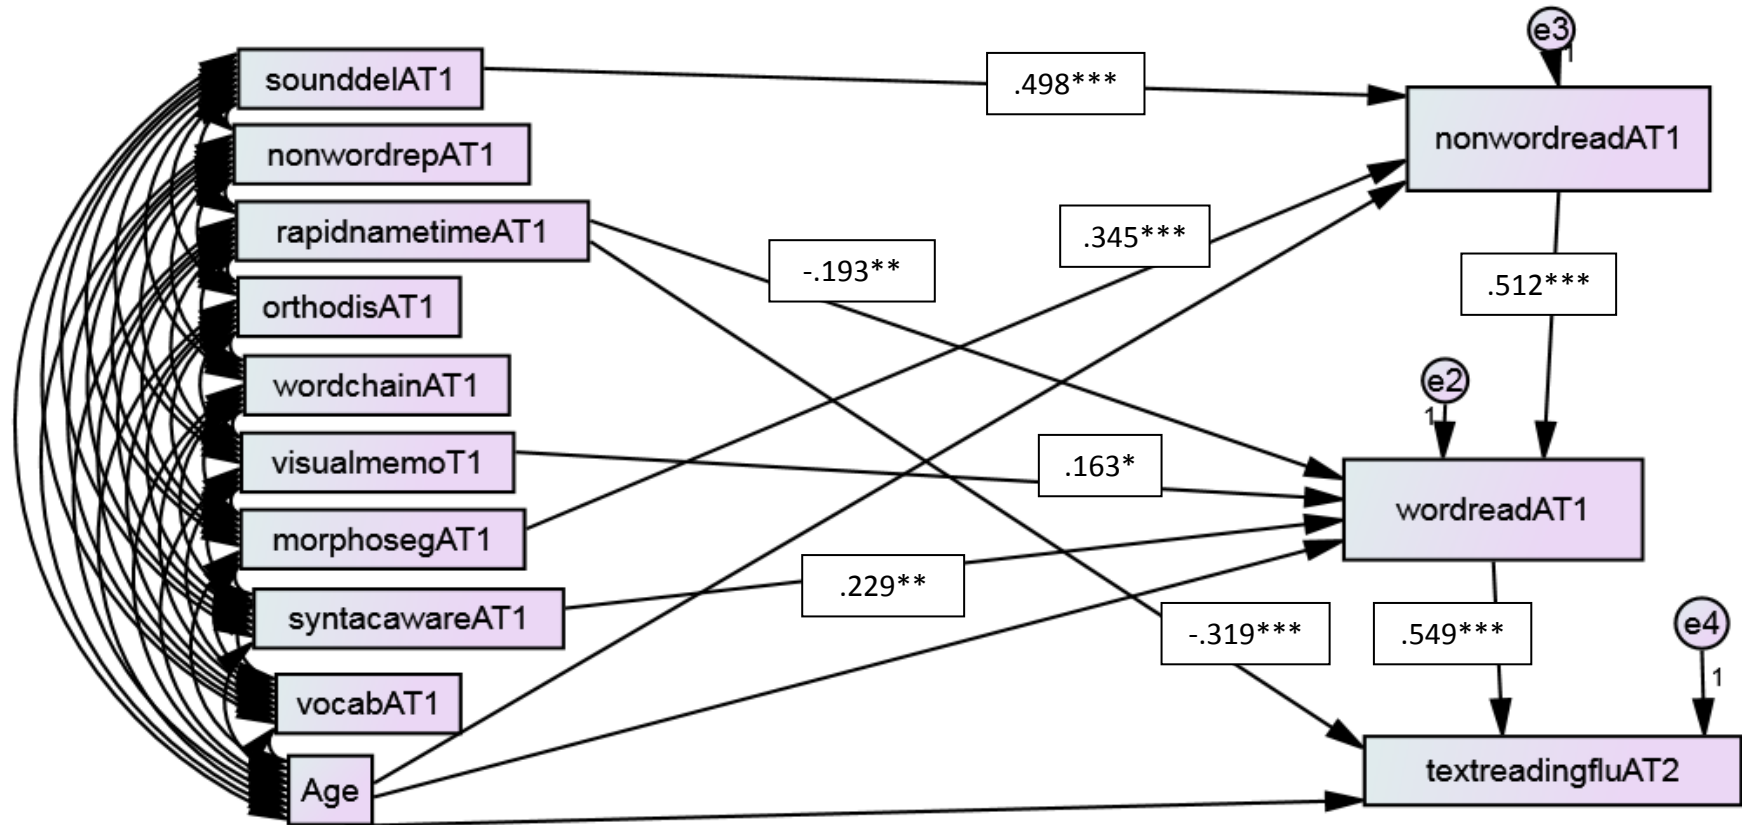 e3
1
sounddelAT1
.498***
nonwordreadAT1
nonwordrepAT1
rapidnametimeAT1
.345***
-.193**
.512***
orthodisAT1
wordchainAT1
e2
1
visualmemoT1
.163*
wordreadAT1
morphosegAT1
.229**
syntacawareAT1
-.319***
.549***
e4
1
vocabAT1
textreadingfluAT2
Age